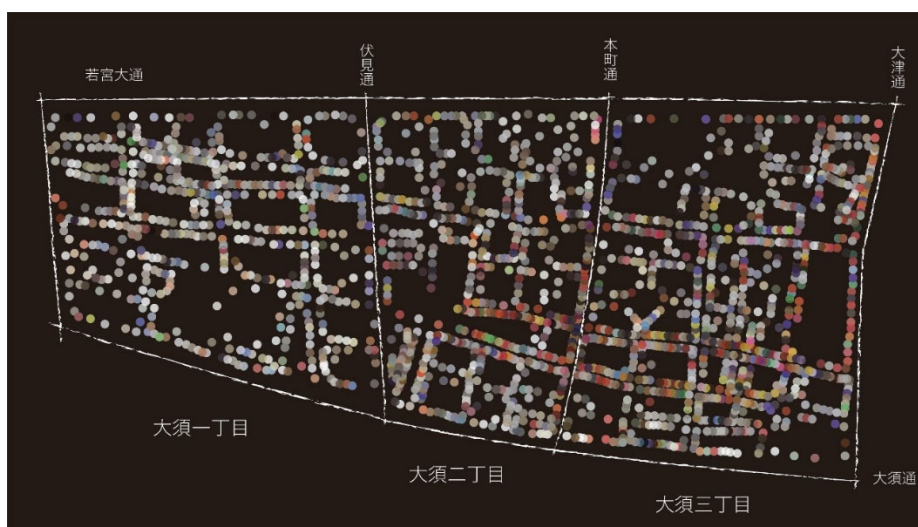 若宮大通
伏見通
本町通
大津通
大須一丁目
大須二丁目
大須三丁目
大須通